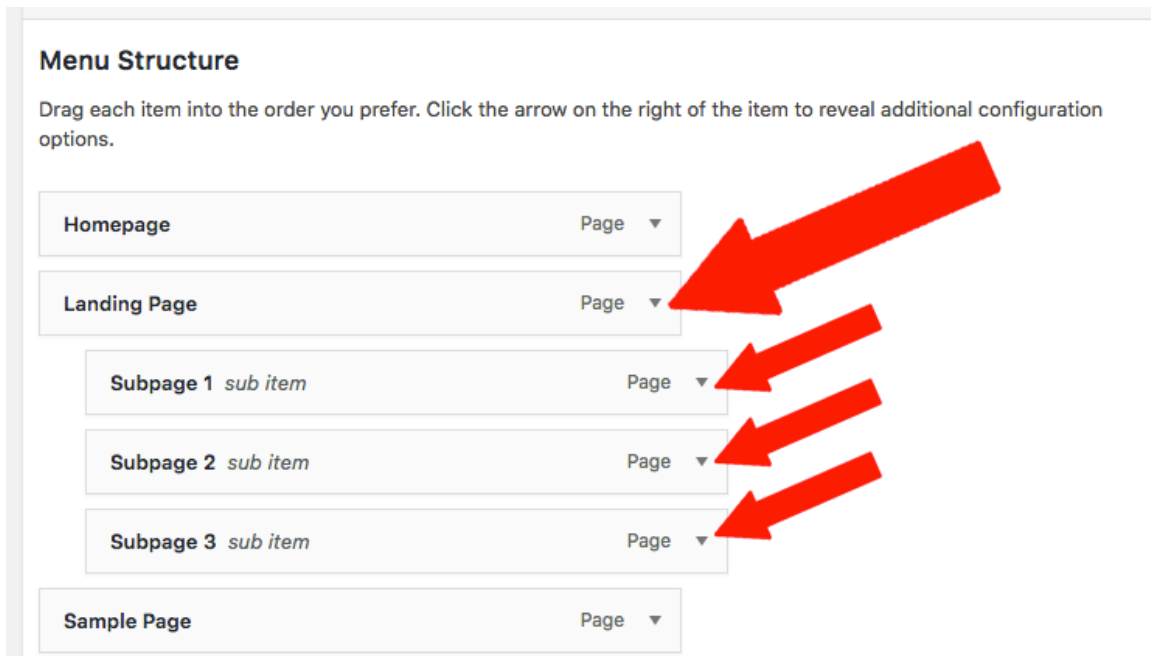 Menu Structure
Drag each item into the order you prefer. Click the arrow on the right of the item to reveal additional configuration
options.
Homepage Page
Landing Page Page
Subpage 1 sub item Page
Subpage 2 sub item Page
Subpage 3 sub item Page
Sample Page Page